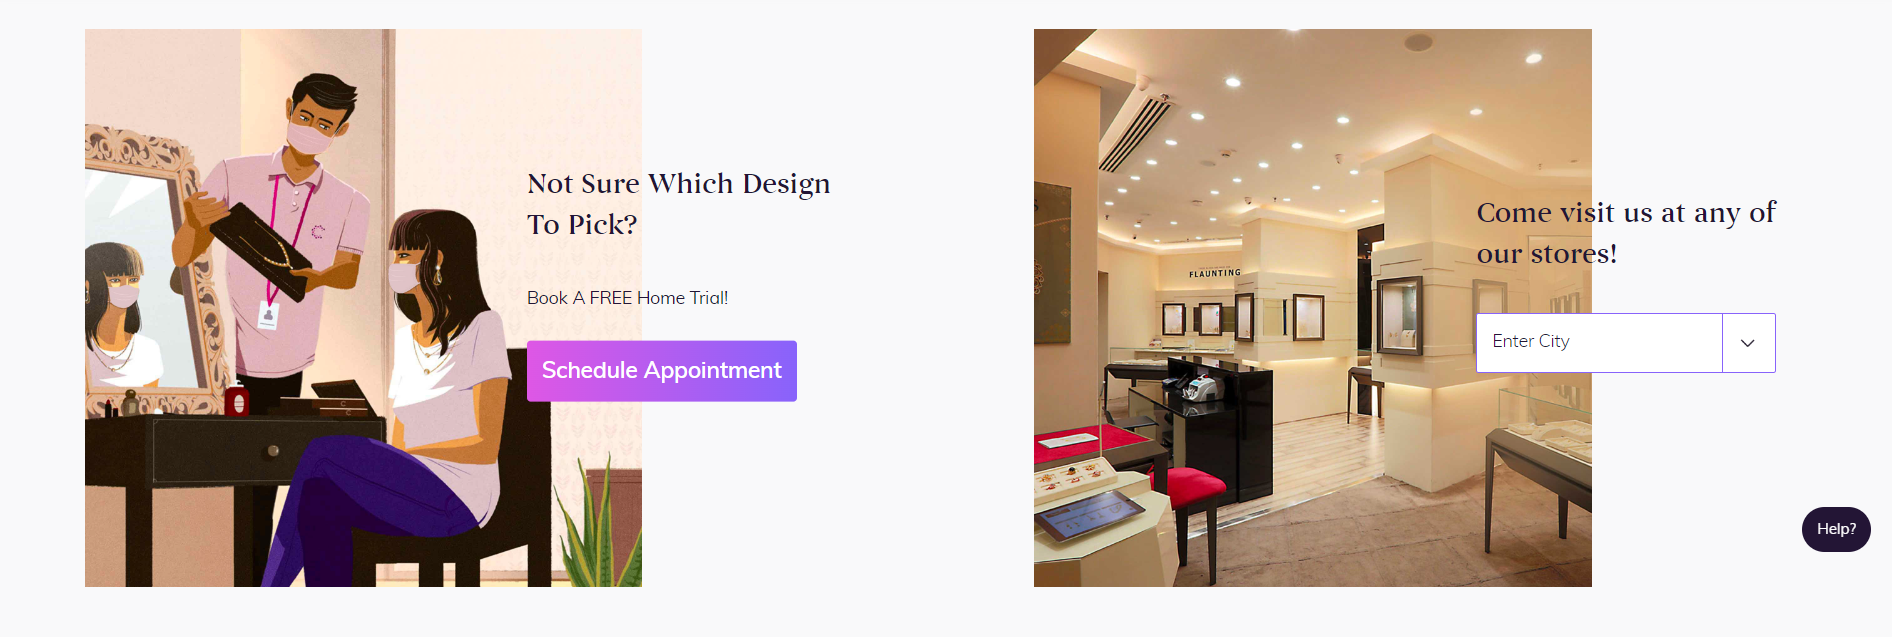 Not Sure Which Design
To Pick?
Book A FREE Home Trial!
Schedule Appointment
FLAUNTING
Come visit us at any of
our stores!
Enter City
Help?